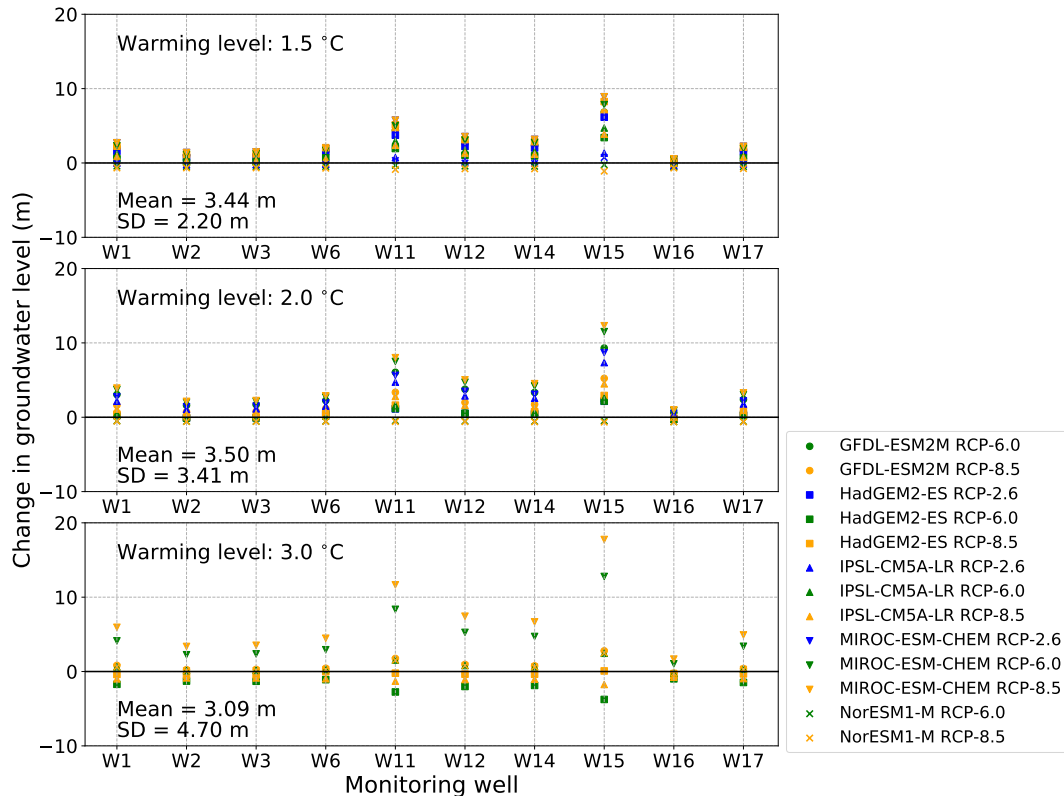 Change in groundwater level (m)
20
10
0
−10
Warming level: 1.5 °C
Mean = 3.44 m
SD = 2.20 m
W1 W2 W3 W6 W11 W12 W14 W15 W16 W17
20
10
0
−10
Warming level: 2.0 °C
Mean = 3.50 m
SD = 3.41 m
W1 W2 W3 W6 W11 W12 W14 W15 W16 W17
20
10
0
−10
Warming level: 3.0 °C
Mean = 3.09 m
SD = 4.70 m
W1 W2 W3 W6 W11 W12 W14 W15 W16 W17
Monitoring well
GFDL-ESM2M RCP-6.0
GFDL-ESM2M RCP-8.5
HadGEM2-ES RCP-2.6
HadGEM2-ES RCP-6.0
HadGEM2-ES RCP-8.5
IPSL-CM5A-LR RCP-2.6
IPSL-CM5A-LR RCP-6.0
IPSL-CM5A-LR RCP-8.5
MIROC-ESM-CHEM RCP-2.6
MIROC-ESM-CHEM RCP-6.0
MIROC-ESM-CHEM RCP-8.5
NorESM1-M RCP-6.0
NorESM1-M RCP-8.5